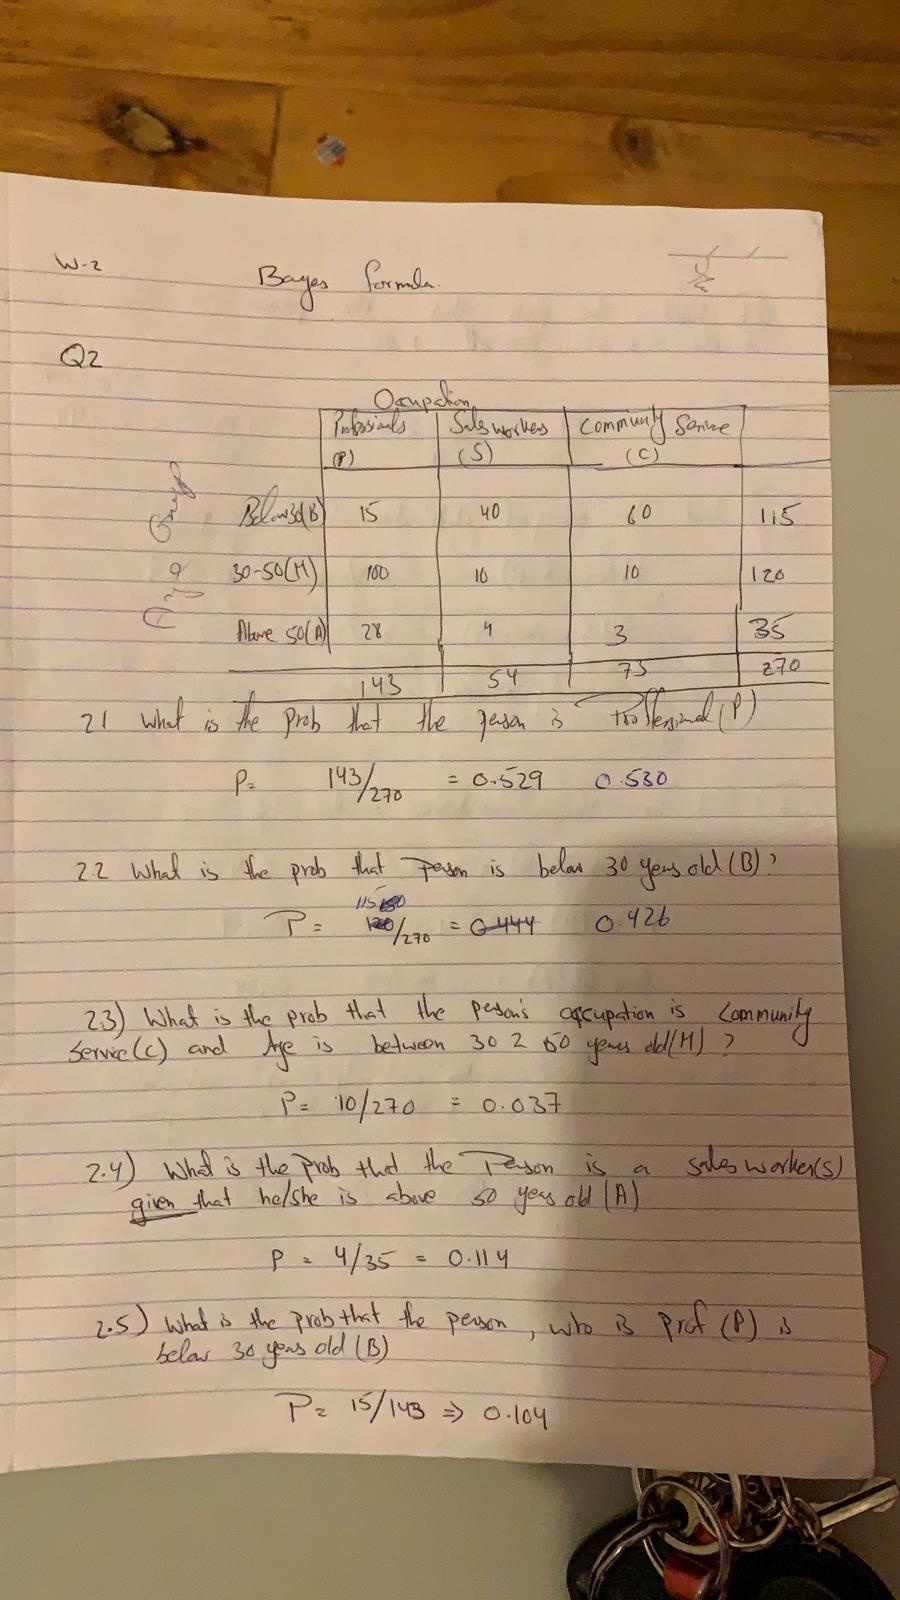 W-2 Bayes formula.
Q2
Occupation
Professionals Sales workers Community Service
(P) (S) (C)
Age Group
Below 30(B) 15 40 60 115
30-50(M) 100 10 10 120
Above 50(A) 28 4 3 35
143 54 73 270
2.1 What is the prob that the person is Proffessional (P)
P= 143/270 = 0.529 0.530
2.2 What is the prob that Person is below 30 years old (B)?
115
P = 120/270 = 0.444 0.426
2.3) What is the prob that the person's occupation is Community
Service(C) and Age is between 30 2 50 years old(M) ?
P= 10/270 = 0.037
2.4) What is the prob that the Person is a sales worker(s)
given that he/she is above 50 years old (A)
P = 4/35 = 0.114
2.5) What is the prob that the person, who is prof (P) is
below 30 years old (B)
P= 15/143 => 0.104